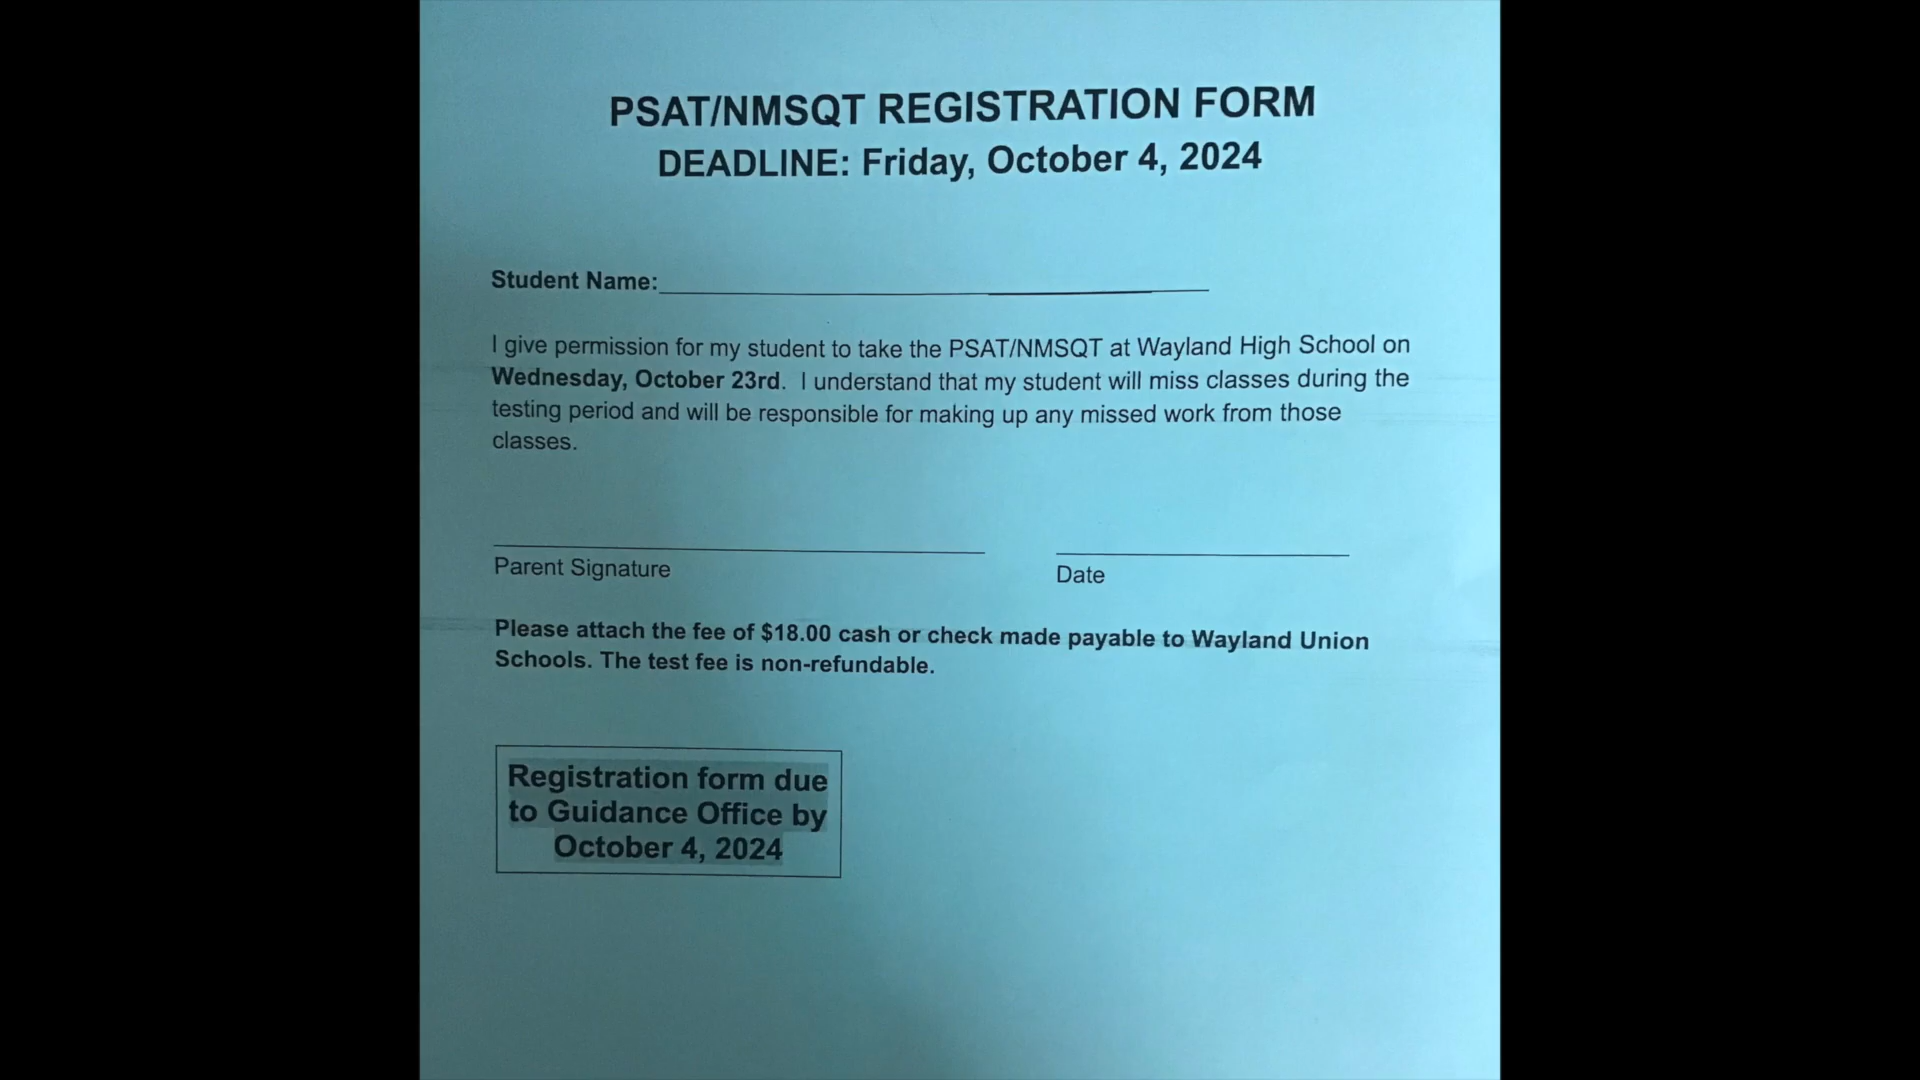 PSAT/NMSQT REGISTRATION FORM
DEADLINE: Friday, October 4, 2024
Student Name:
I give permission for my student to take the PSAT/NMSQT at Wayland High School on
Wednesday, October 23rd. I understand that my student will miss classes during the
testing period and will be responsible for making up any missed work from those
classes.
Parent Signature
Date
Please attach the fee of $18.00 cash or check made payable to Wayland Union
Schools. The test fee is non-refundable.
Registration form due
to Guidance Office by
October 4, 2024